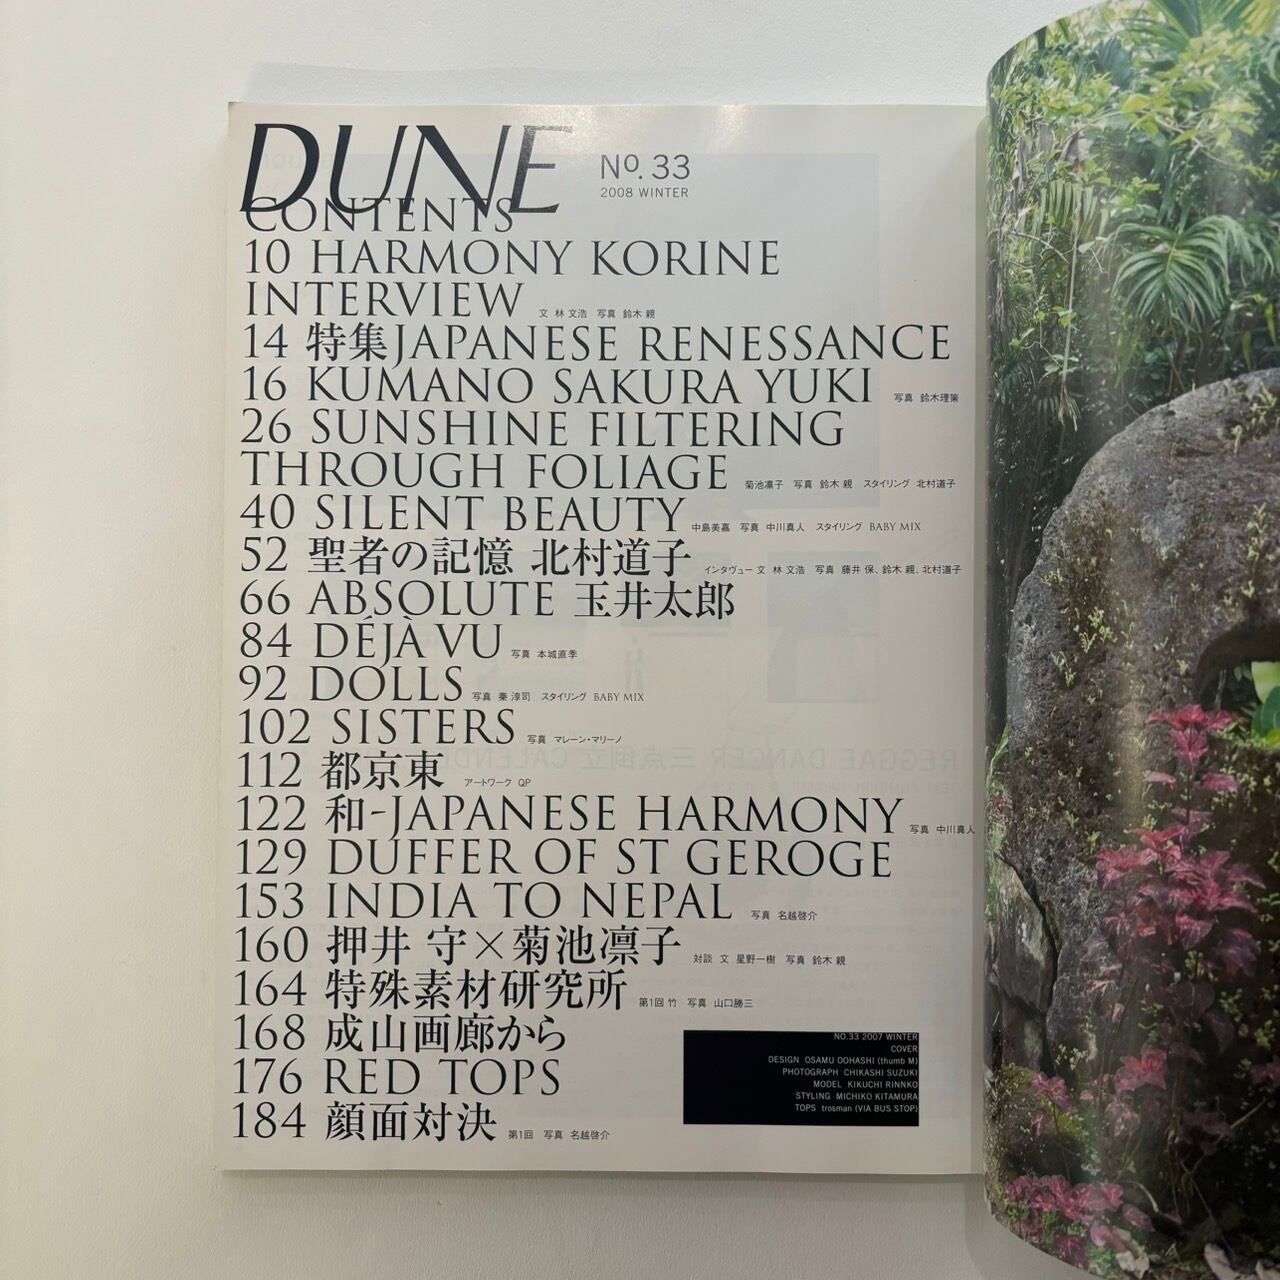 DUNE
No. 33
2008 WINTER
CONTENTS
10 HARMONY KORINE
INTERVIEW 文 林 文浩 写真 鈴木 親
14 特集JAPANESE RENESSANCE
16 KUMANO SAKURA YUKI 写真 鈴木理策
26 SUNSHINE FILTERING
THROUGH FOLIAGE 菊池凛子 写真 鈴木 親 スタイリング 北村道子
40 SILENT BEAUTY 中島美嘉 写真 中川真人 スタイリング BABY MIX
52 聖者の記憶 北村道子 インタヴュー 文 林 文浩 写真 藤井 保、鈴木 親、北村道子
66 ABSOLUTE 玉井太郎
84 DÉJÀ VU 写真 本城直季
92 DOLLS 写真 秦 淳司 スタイリング BABY MIX
102 SISTERS 写真 マレーン・マリーノ
112 都京東 アートワーク QP
122 和-JAPANESE HARMONY 写真 中川真人
129 DUFFER OF ST GEROGE
153 INDIA TO NEPAL 写真 名越啓介
160 押井 守×菊池凛子 対談 文 星野一樹 写真 鈴木 親
164 特殊素材研究所 第1回 竹 写真 山口勝三
168 成山画廊から
176 RED TOPS
184 顔面対決 第1回 写真 名越啓介
NO.33 2007 WINTER
COVER
DESIGN OSAMU OOHASHI (thumb M)
PHOTOGRAPH CHIKASHI SUZUKI
MODEL KIKUCHI RINNKO
STYLING MICHIKO KITAMURA
TOPS trosman (VIA BUS STOP)